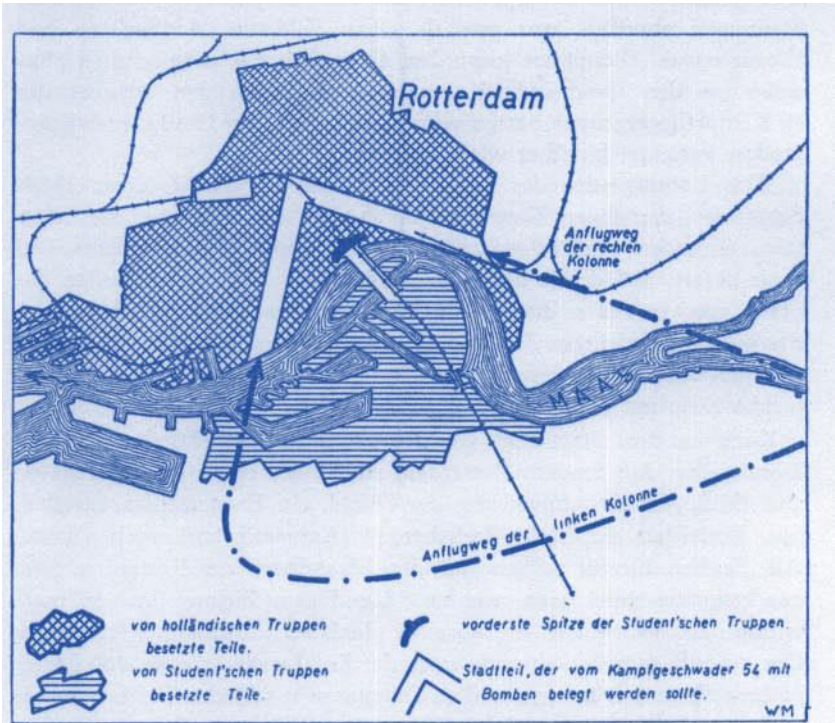 Rotterdam
Anflugweg
der rechten
Kolonne
MAAS
Anflugweg der linken Kolonne
von holländischen Truppen
besetzte Teile.
von Student'schen Truppen
besetzte Teile.
vorderste Spitze der Student'schen Truppen.
Stadtteil, der vom Kampfgeschwader 54 mit
Bomben belegt werden sollte.
WM